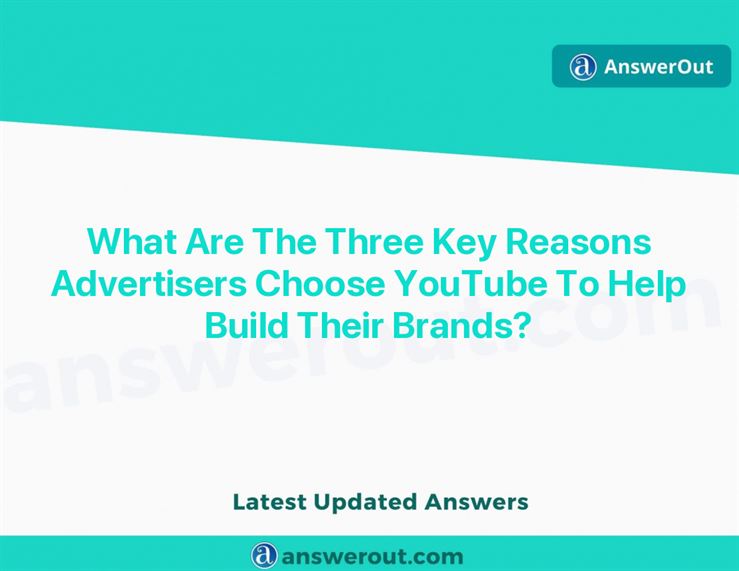 AnswerOut
What Are The Three Key Reasons
Advertisers Choose YouTube To Help
Build Their Brands?
answerout.com
Latest Updated Answers
answerout.com